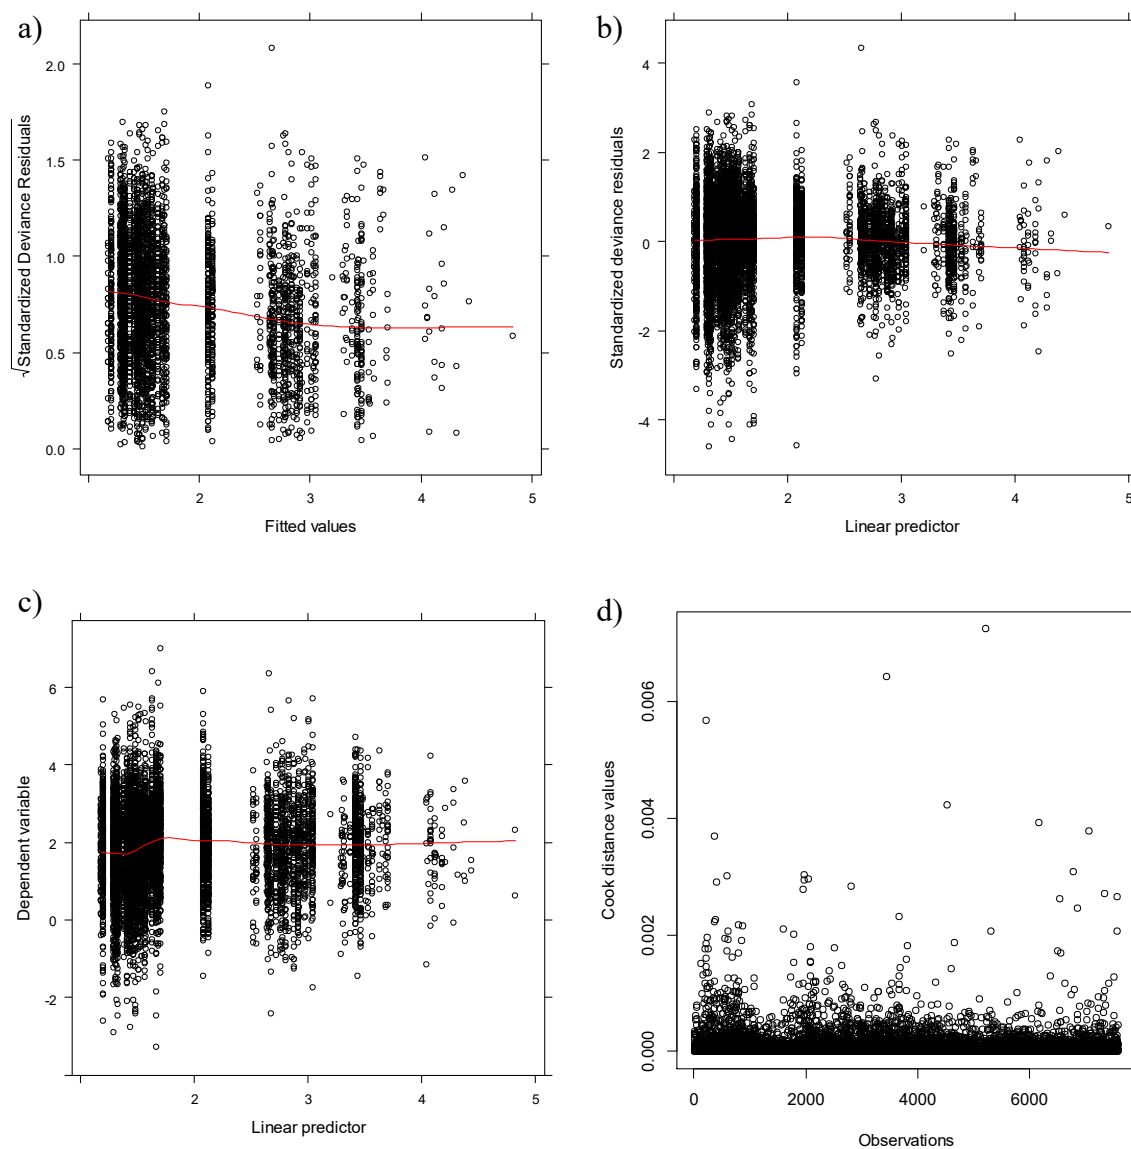 a)
√Standardized Deviance Residuals
2.0
1.5
1.0
0.5
0.0
2 3 4 5
Fitted values
b)
Standardized deviance residuals
4
2
0
-2
-4
2 3 4 5
Linear predictor
c)
Dependent variable
6
4
2
0
-2
2 3 4 5
Linear predictor
d)
Cook distance values
0.006
0.004
0.002
0.000
0 2000 4000 6000
Observations